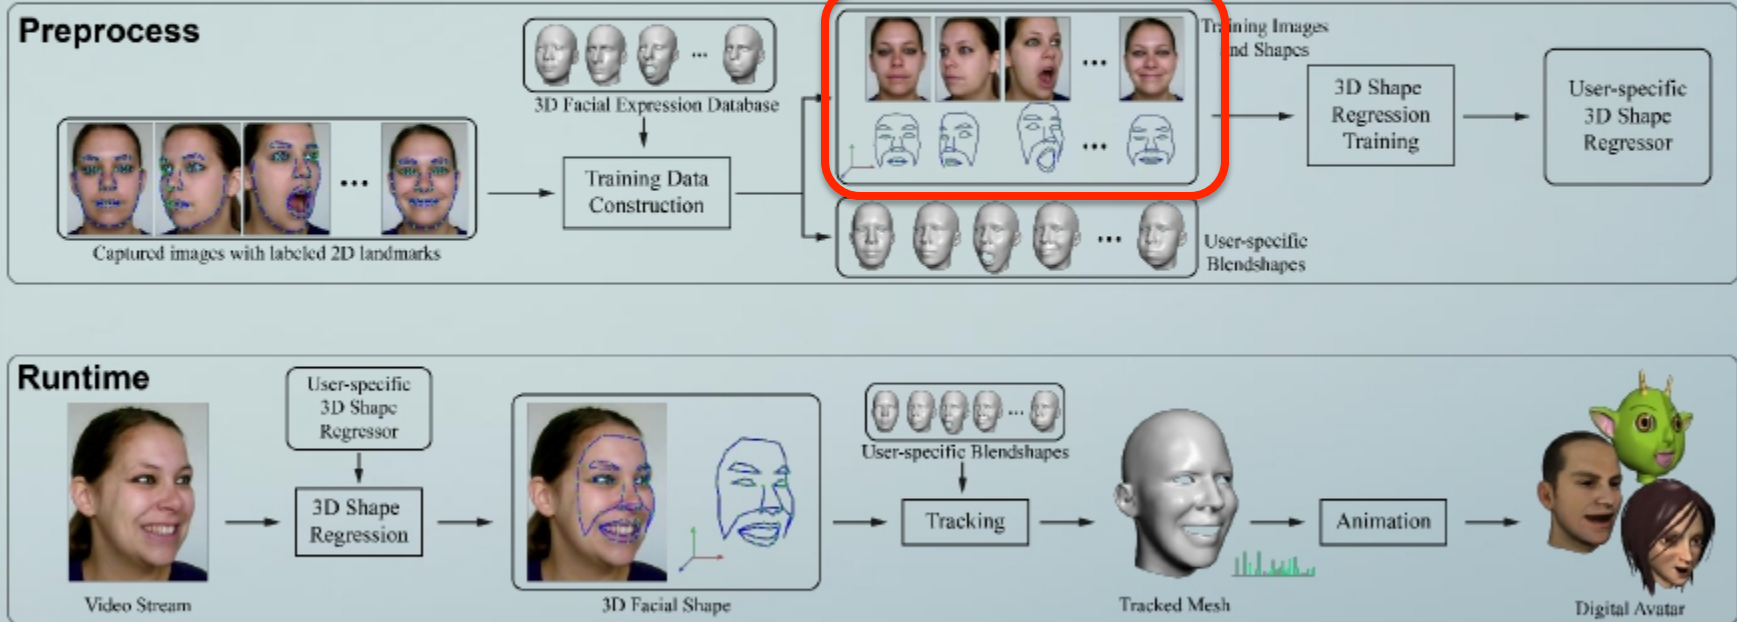 Preprocess
3D Facial Expression Database
Captured images with labeled 2D landmarks
Training Data
Construction
Training Images
and Shapes
User-specific
Blendshapes
3D Shape
Regression
Training
User-specific
3D Shape
Regressor
Runtime
Video Stream
User-specific
3D Shape
Regressor
3D Shape
Regression
3D Facial Shape
User-specific Blendshapes
Tracking
Tracked Mesh
Animation
Digital Avatar